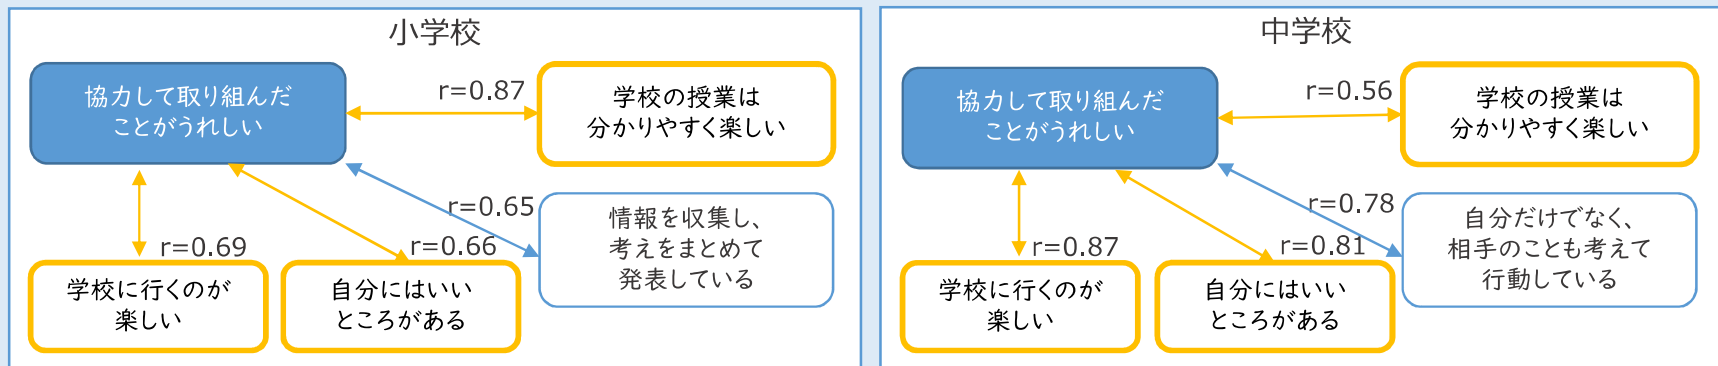 小学校
協力して取り組んだ
ことがうれしい
r=0.87
学校の授業は
分かりやすく楽しい
r=0.65
情報を収集し、
考えをまとめて
発表している
r=0.69
学校に行くのが
楽しい
r=0.66
自分にはいい
ところがある
中学校
協力して取り組んだ
ことがうれしい
r=0.56
学校の授業は
分かりやすく楽しい
r=0.78
自分だけでなく、
相手のことも考えて
行動している
r=0.87
学校に行くのが
楽しい
r=0.81
自分にはいい
ところがある